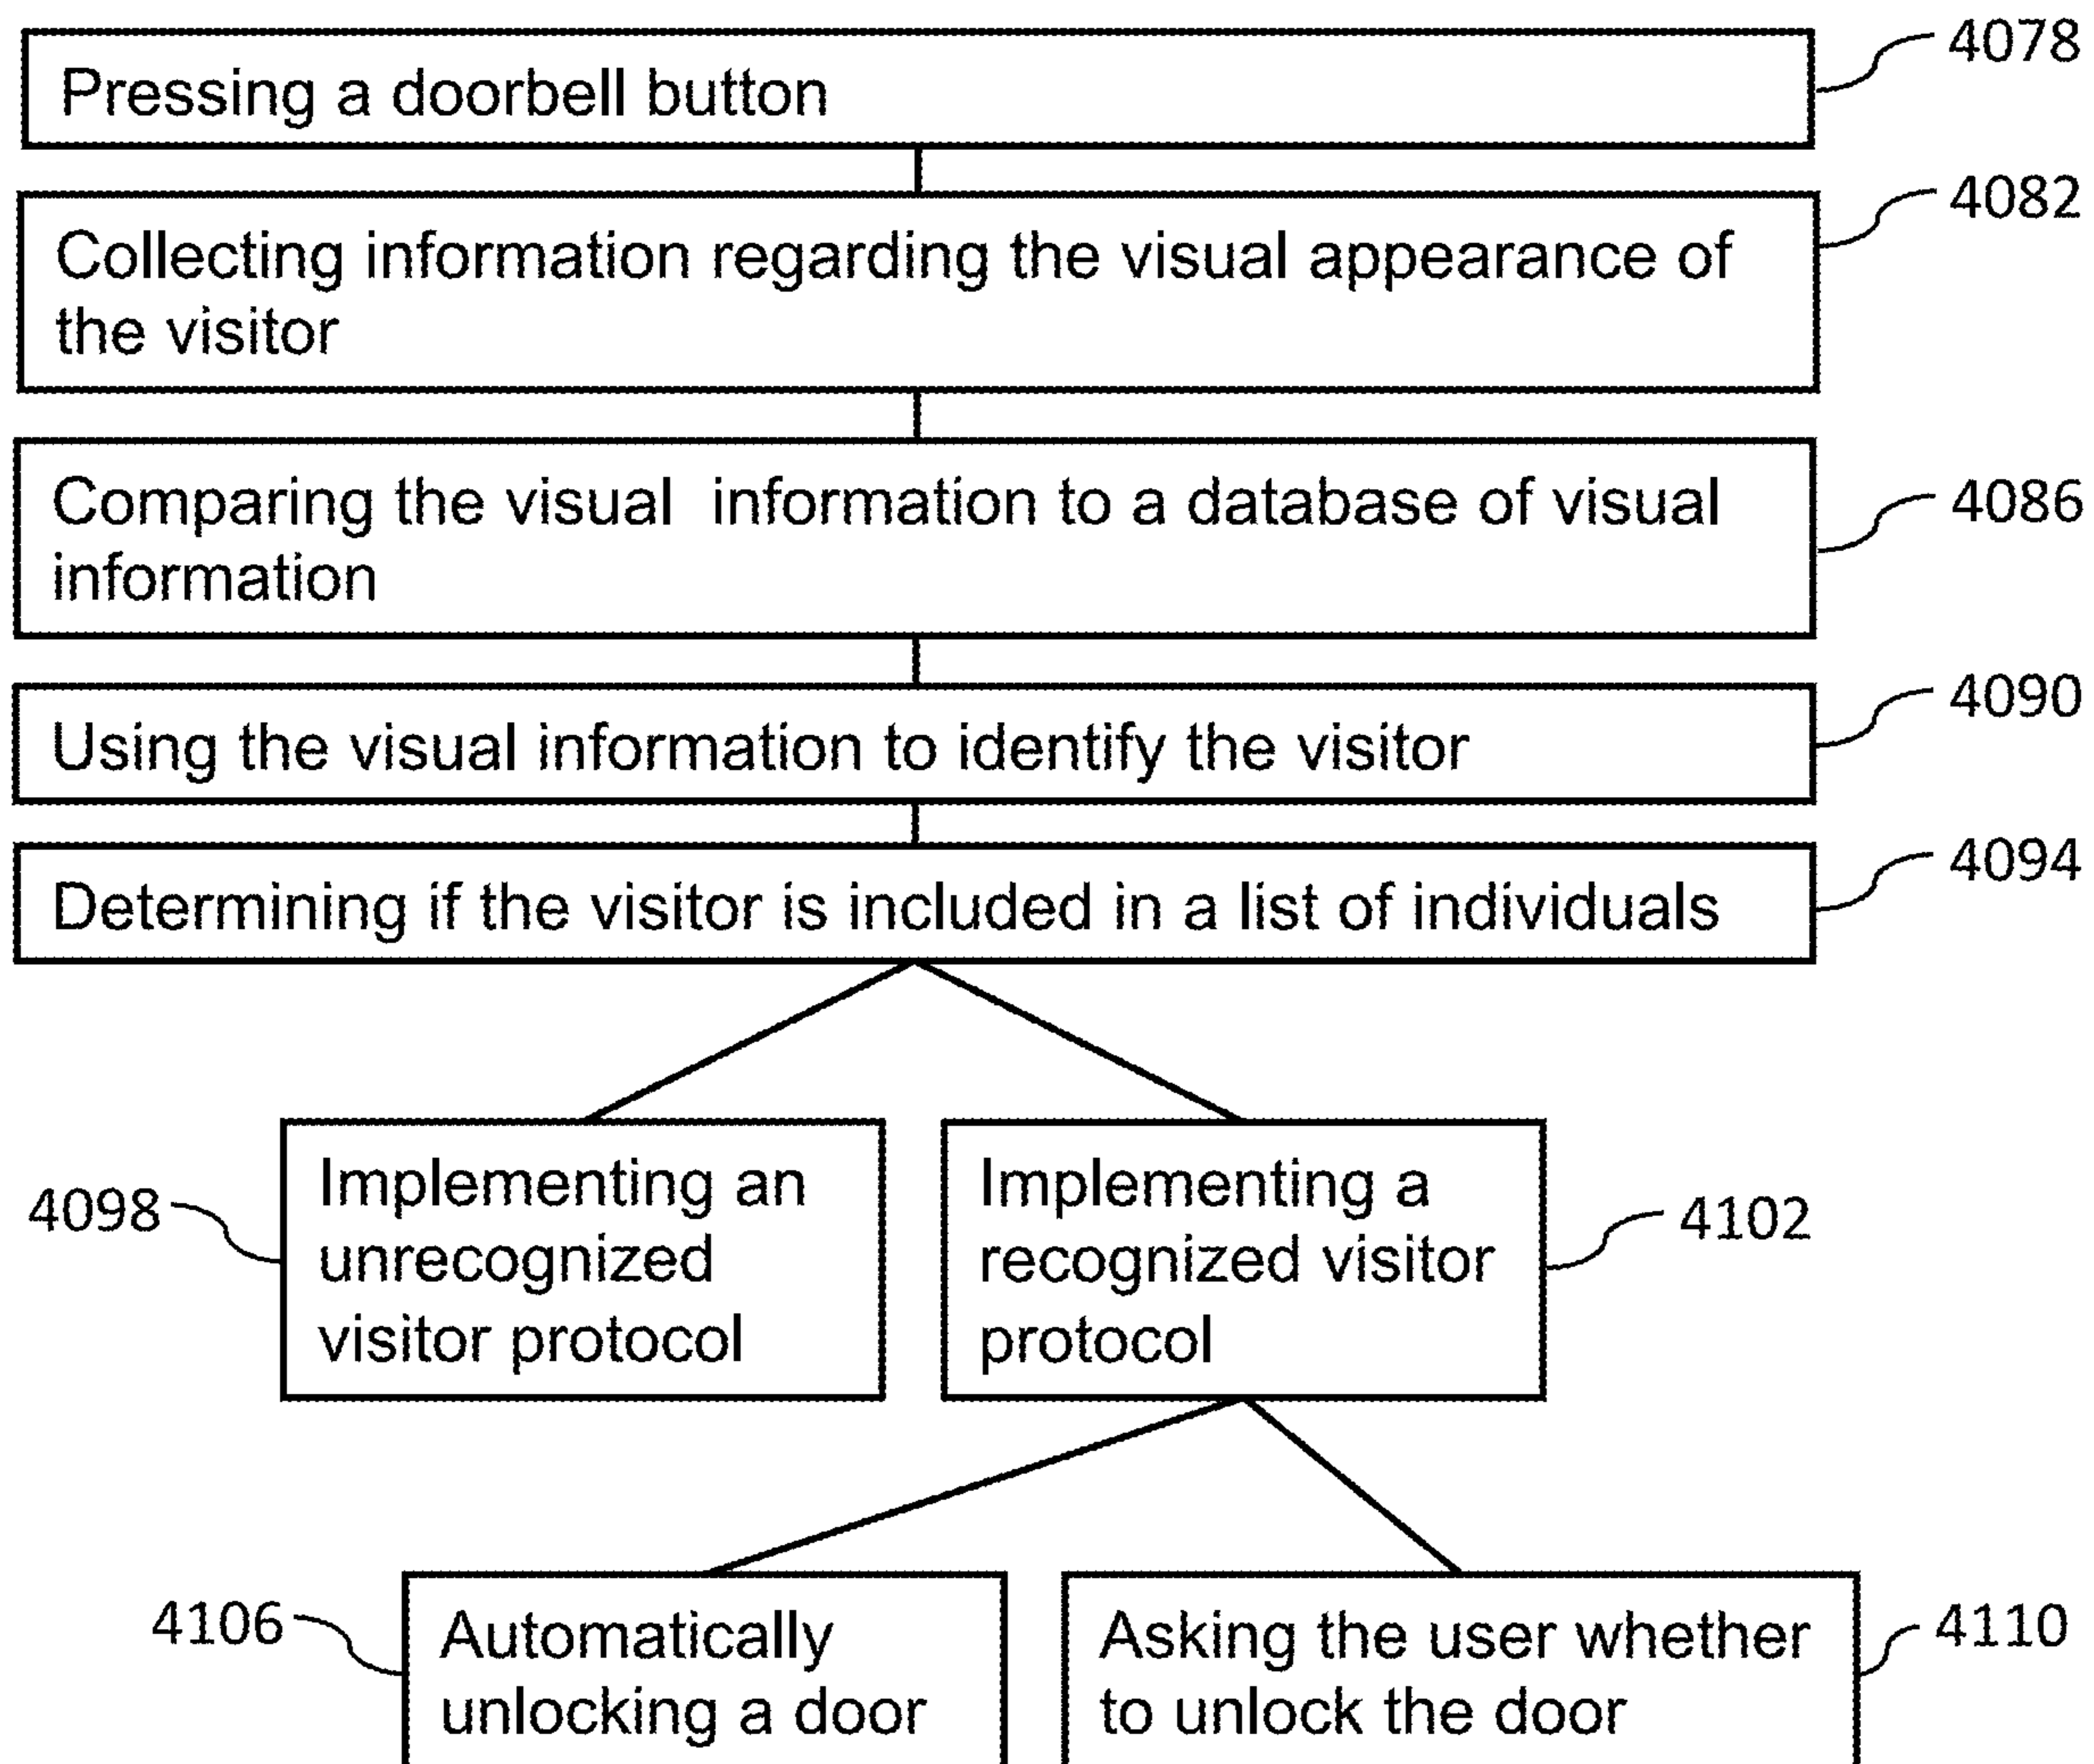 4078
Pressing a doorbell button
4082
Collecting information regarding the visual appearance of
the visitor
4086
Comparing the visual information to a database of visual
information
4090
Using the visual information to identify the visitor
4094
Determining if the visitor is included in a list of individuals
4098
Implementing an
unrecognized
visitor protocol
Implementing a
recognized visitor
protocol
4102
4106
Automatically
unlocking a door
Asking the user whether
to unlock the door
4110